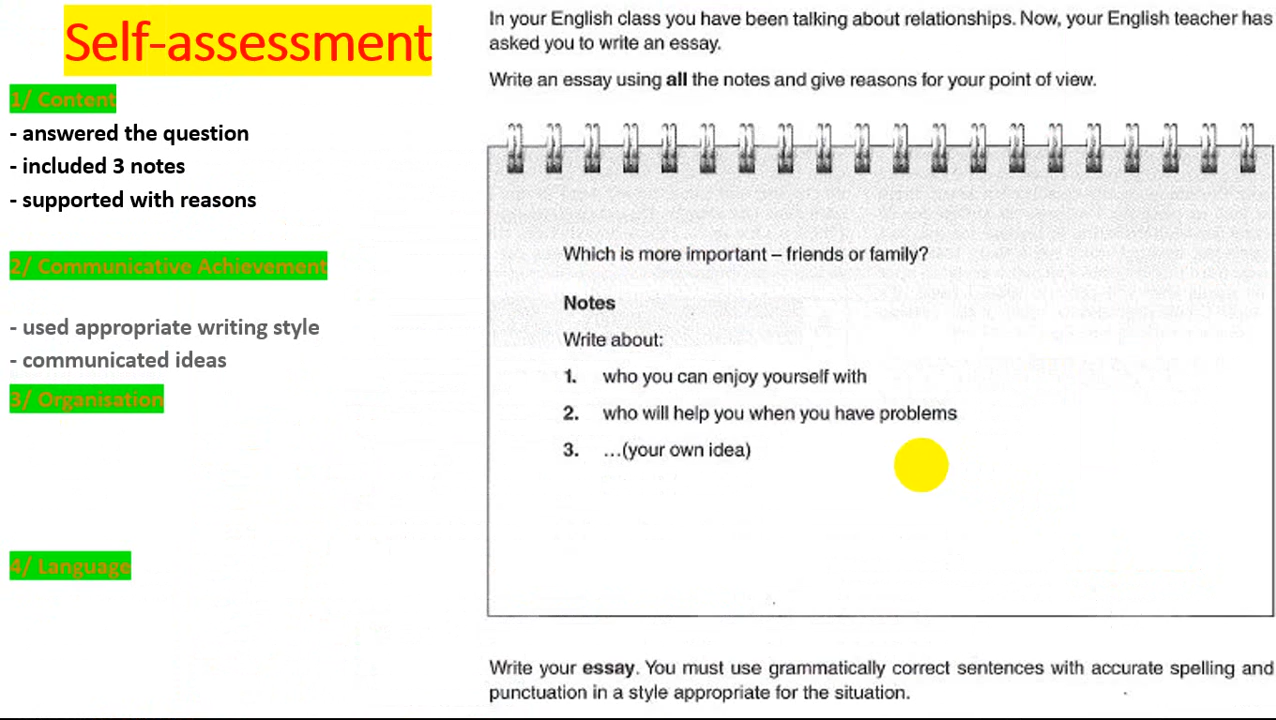 Self-assessment
1/ Content
- answered the question
- included 3 notes
- supported with reasons
2/ Communicative Achievement
- used appropriate writing style
- communicated ideas
3/ Organisation
4/ Language
In your English class you have been talking about relationships. Now, your English teacher has
asked you to write an essay.
Write an essay using all the notes and give reasons for your point of view.
Which is more important – friends or family?
Notes
Write about:
1. who you can enjoy yourself with
2. who will help you when you have problems
3. …(your own idea)
Write your essay. You must use grammatically correct sentences with accurate spelling and
punctuation in a style appropriate for the situation.